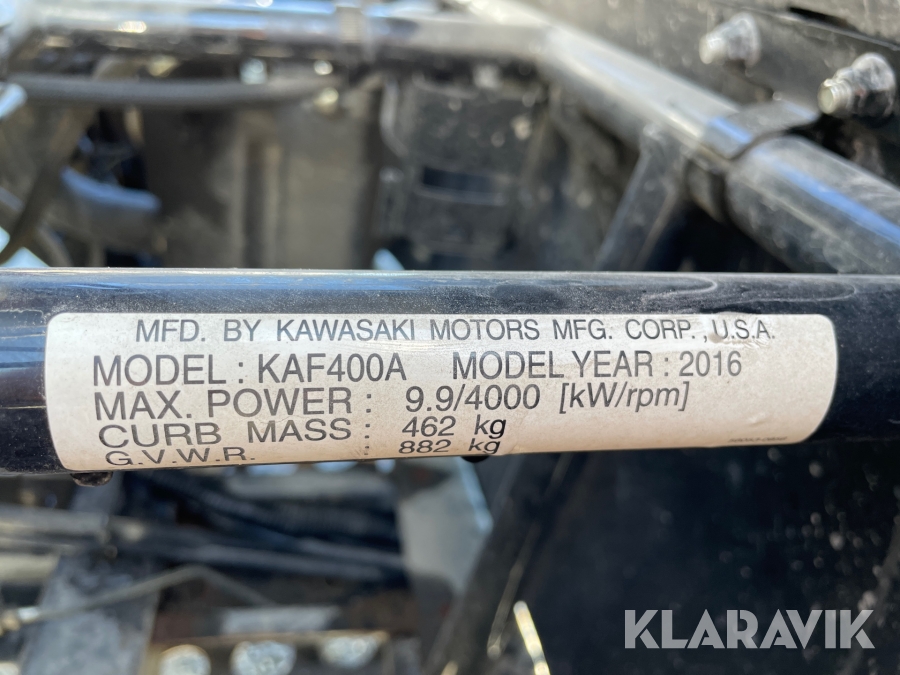 MFD. BY KAWASAKI MOTORS MFG. CORP., U.S.A.
MODEL : KAF400A MODEL YEAR : 2016
MAX. POWER : 9.9/4000 [kW/rpm]
CURB MASS : 462 kg
G.V.W.R. : 882 kg
KLARAVIK